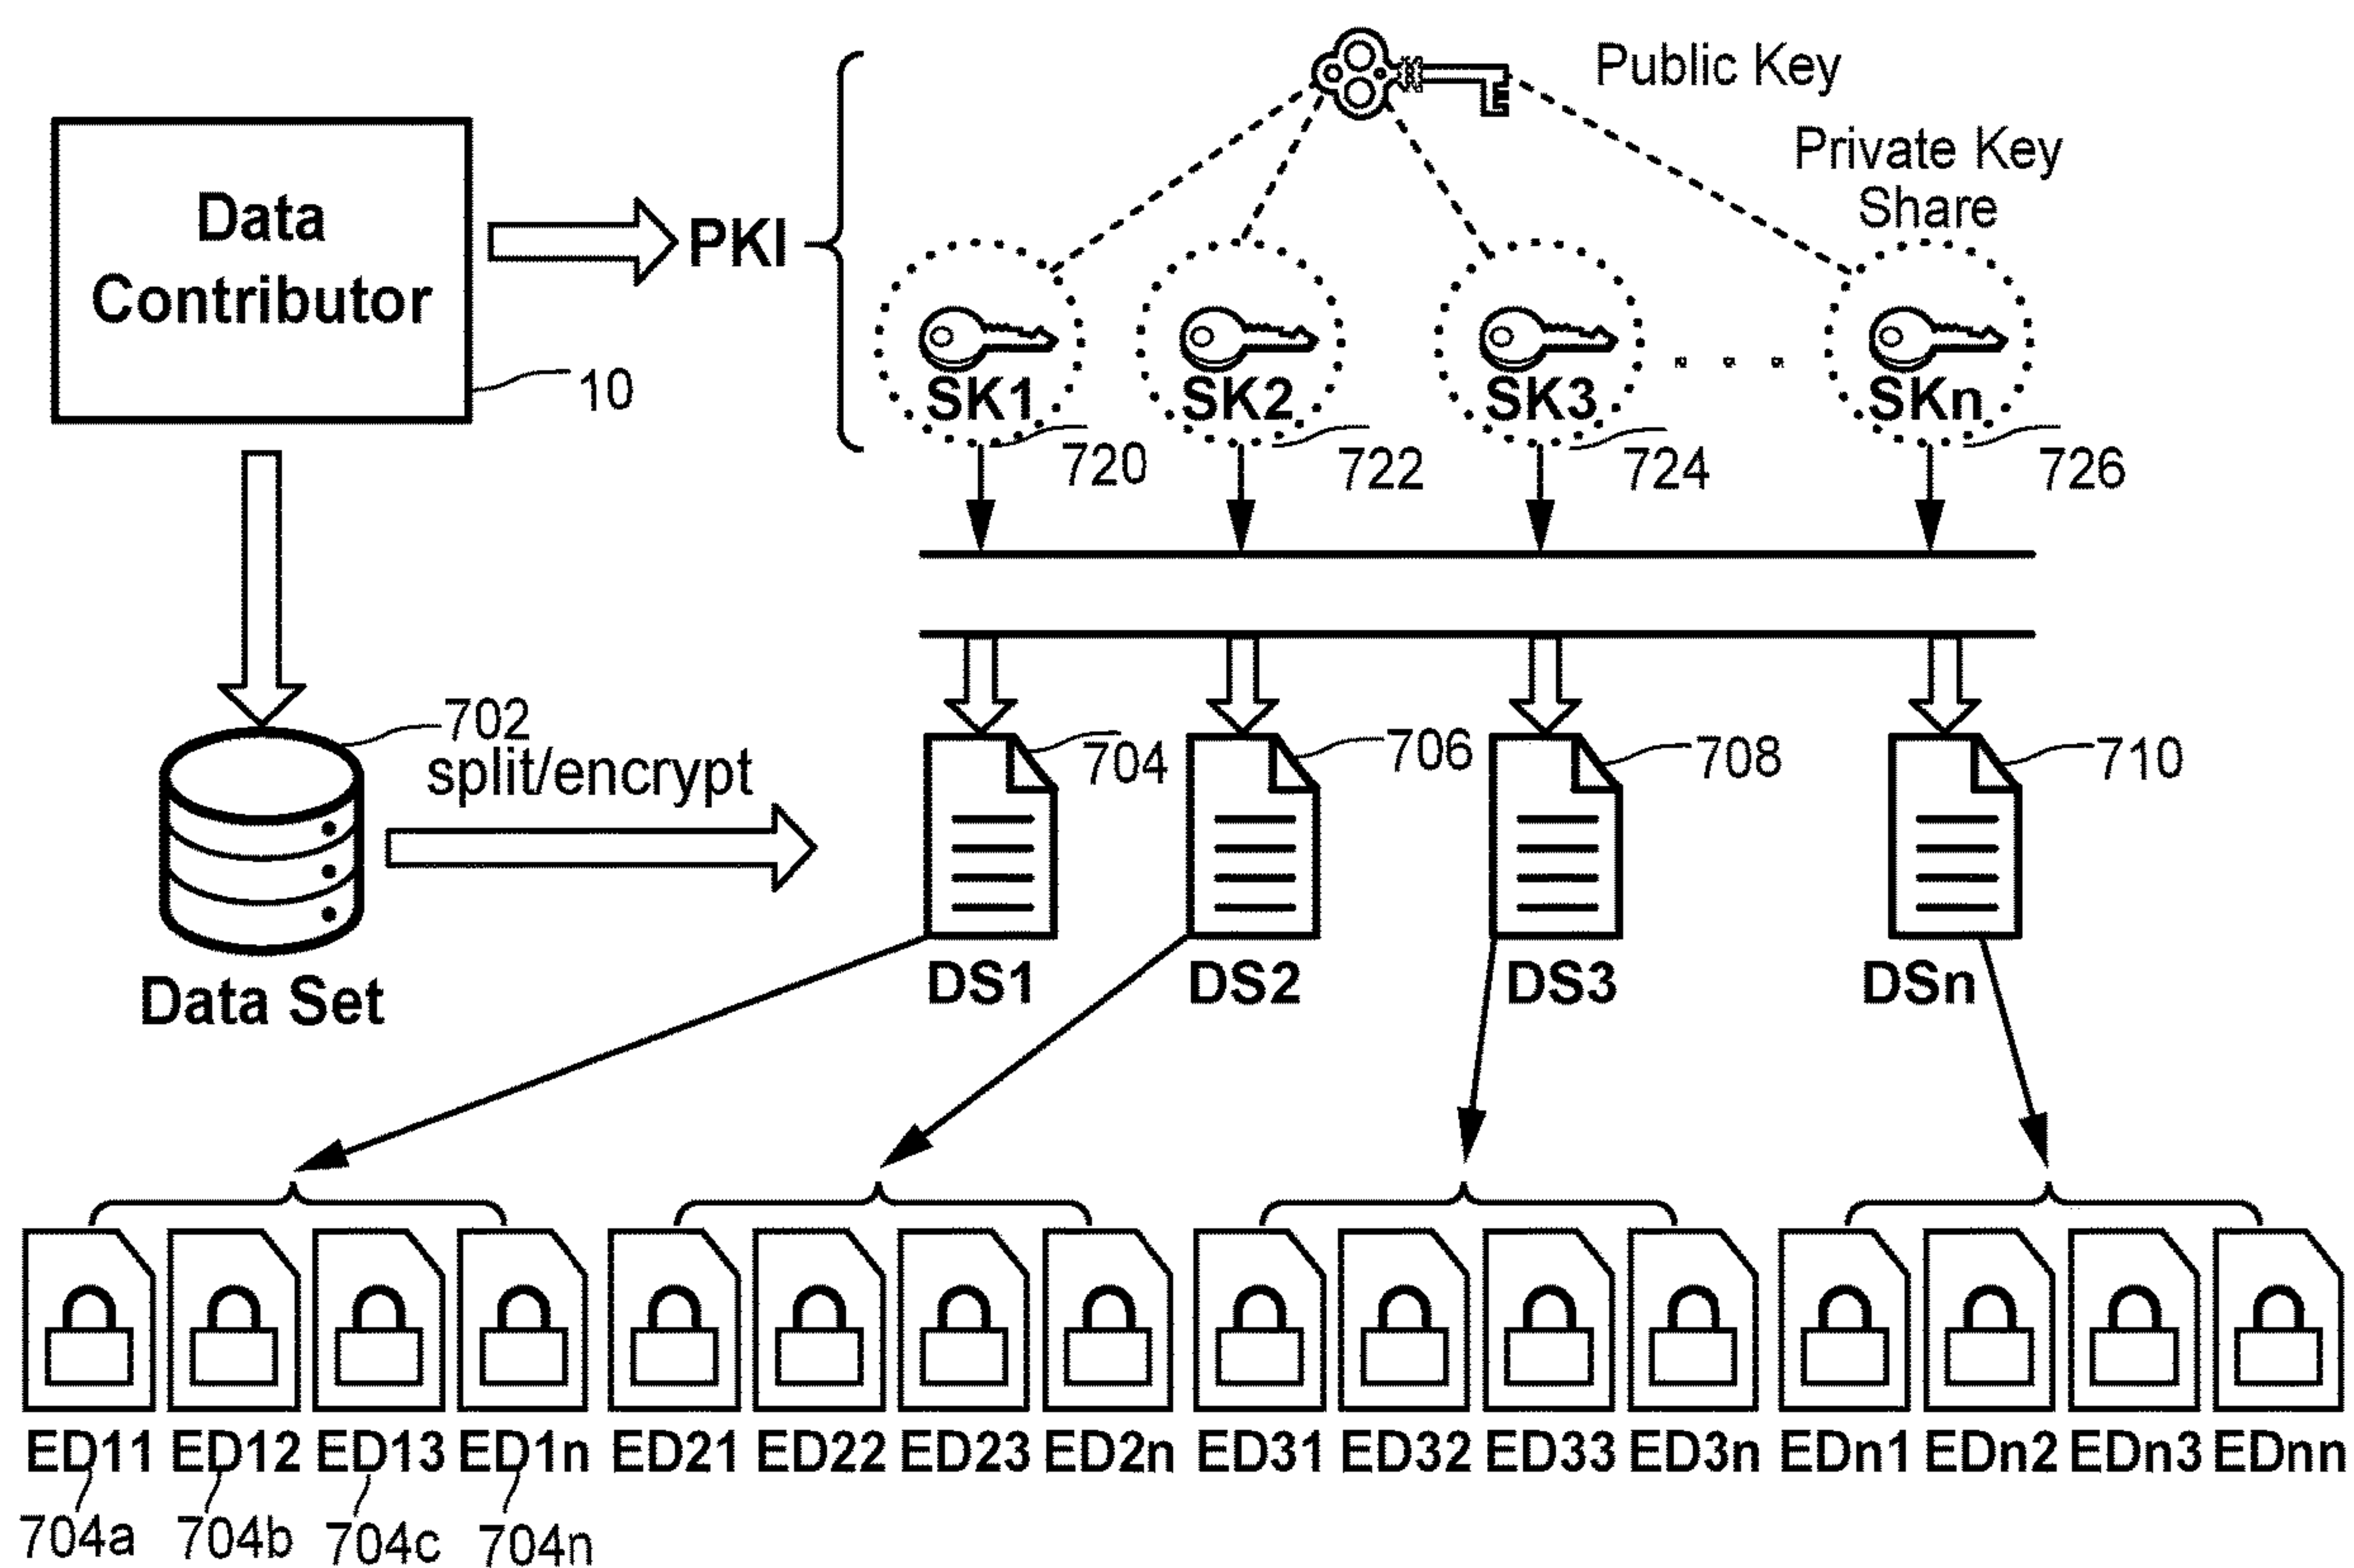 Public Key
Private Key
Share
Data
Contributor
10
PKI
SK1
SK2
SK3
. . .
SKn
720
722
724
726
702
split/encrypt
704
706
708
710
Data Set
DS1
DS2
DS3
DSn
ED11 ED12 ED13 ED1n ED21 ED22 ED23 ED2n ED31 ED32 ED33 ED3n EDn1 EDn2 EDn3 EDnn
704a 704b 704c 704n